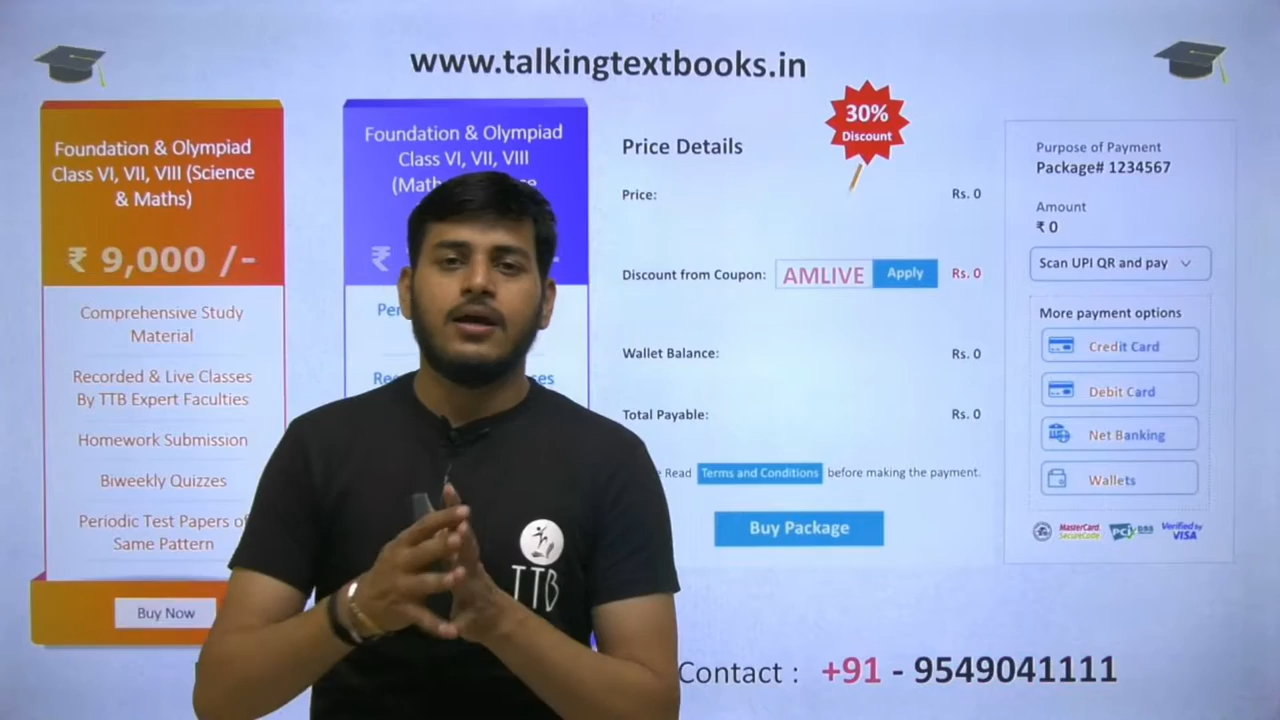 www.talkingtextbooks.in
Foundation & Olympiad
Class VI, VII, VIII (Science
& Maths)
₹ 9,000 /-
Comprehensive Study
Material
Recorded & Live Classes
By TTB Expert Faculties
Homework Submission
Biweekly Quizzes
Periodic Test Papers of
Same Pattern
Buy Now
Foundation & Olympiad
Class VI, VII, VIII
₹
Price Details
30%
Discount
Price: Rs. 0
Discount from Coupon: AMLIVE Apply Rs. 0
Wallet Balance: Rs. 0
Total Payable: Rs. 0
Read Terms and Conditions before making the payment.
Buy Package
Purpose of Payment
Package# 1234567
Amount
₹ 0
Scan UPI QR and pay
More payment options
Credit Card
Debit Card
Net Banking
Wallets
MasterCard
SecureCode
PCI DSS
Verified by
VISA
TTB
Contact : +91 - 9549041111